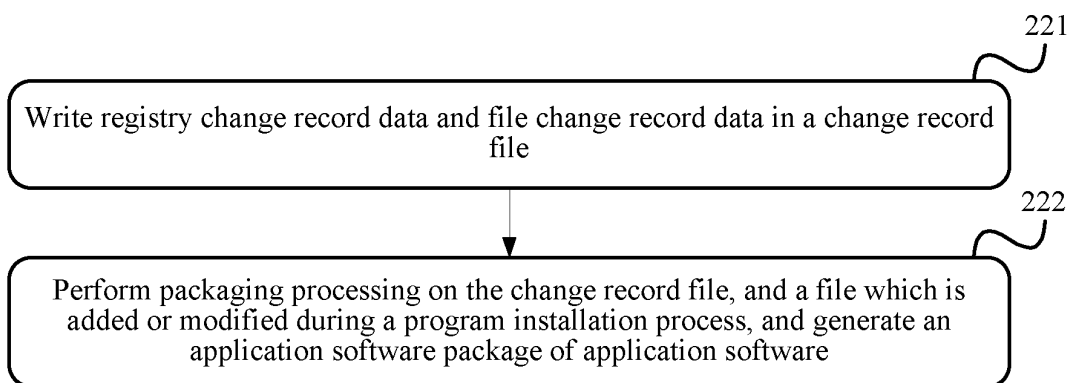 221
Write registry change record data and file change record data in a change record
file
222
Perform packaging processing on the change record file, and a file which is
added or modified during a program installation process, and generate an
application software package of application software